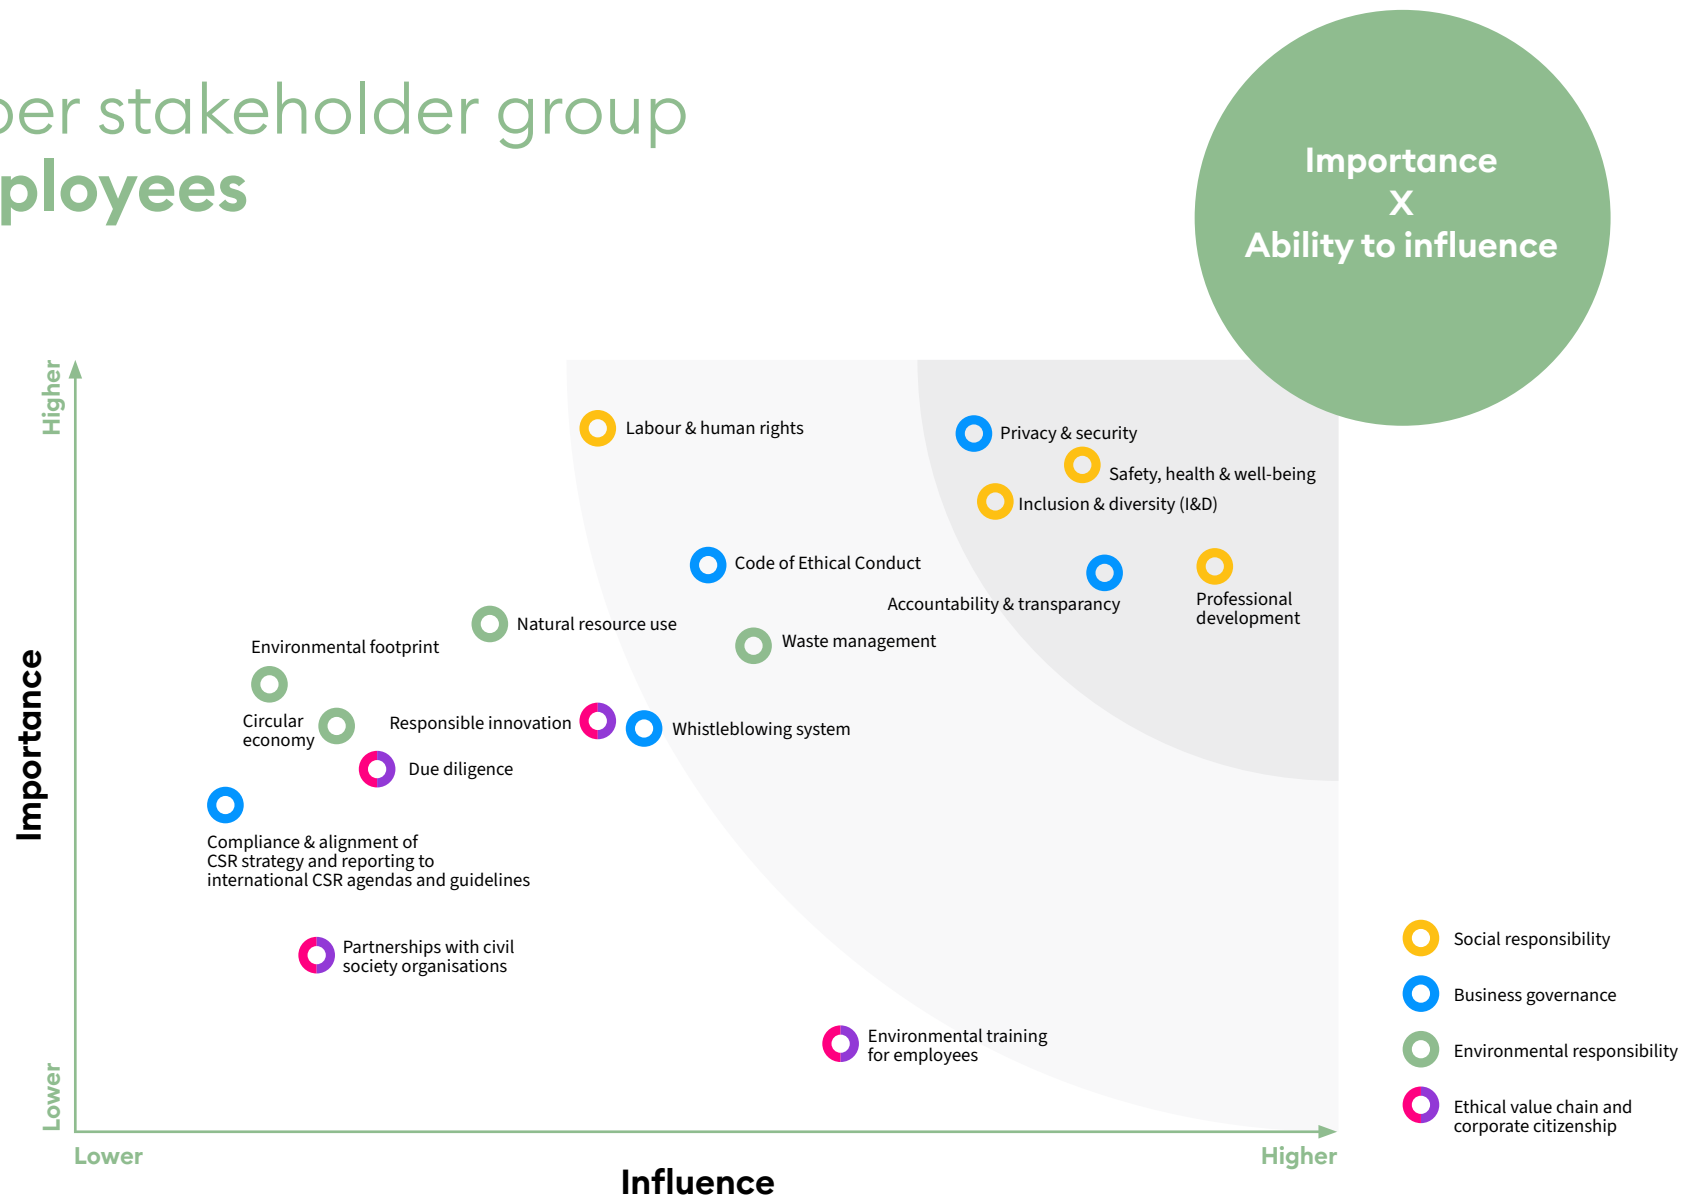 per stakeholder group
ployees
Importance
X
Ability to influence
Higher
Importance
Lower
Labour & human rights
Privacy & security
Safety, health & well-being
Inclusion & diversity (I&D)
Code of Ethical Conduct
Accountability & transparancy
Professional
development
Natural resource use
Waste management
Environmental footprint
Circular
economy
Responsible innovation
Whistleblowing system
Due diligence
Compliance & alignment of
CSR strategy and reporting to
international CSR agendas and guidelines
Partnerships with civil
society organisations
Environmental training
for employees
Social responsibility
Business governance
Environmental responsibility
Ethical value chain and
corporate citizenship
Lower
Higher
Influence